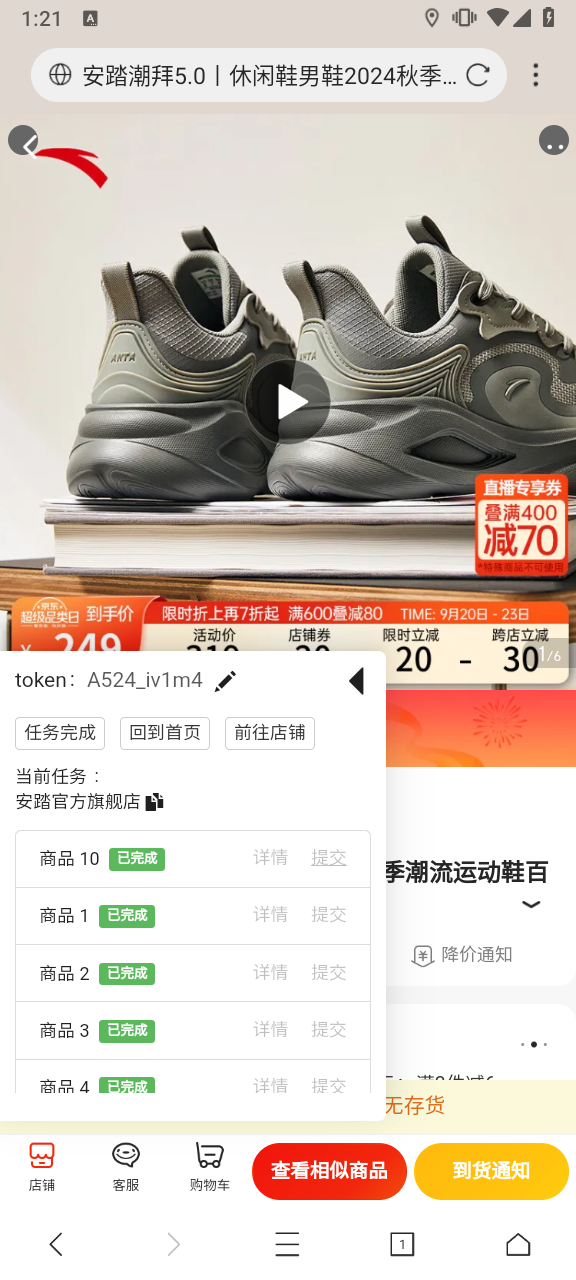 1:21
A
安踏潮拜5.0丨休闲鞋男鞋2024秋季...
ANTA
ANTA
直播专享券
叠满400
减70
*特殊商品不可使用
京东
超级品类日
到手价
限时折上再7折起 满600叠减80
TIME: 9月20日 - 23日
¥ 249
活动价
店铺券
限时立减
跨店立减
20 - 30
1/6
token: A524_iv1m4
任务完成 回到首页 前往店铺
当前任务：
安踏官方旗舰店
商品 10 已完成 详情 提交
商品 1 已完成 详情 提交
商品 2 已完成 详情 提交
商品 3 已完成 详情 提交
商品 4 已完成 详情 提交
季潮流运动鞋百
降价通知
无存货
店铺
客服
购物车
查看相似商品
到货通知
1